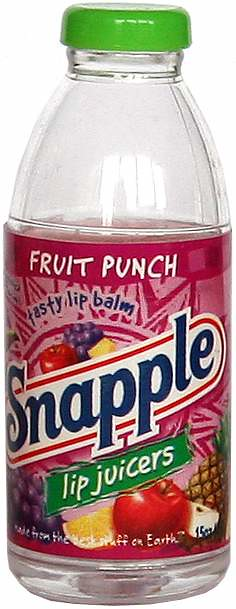 FRUIT PUNCH
tasty lip balm
Snapple
lip juicers
made from the best stuff on Earth